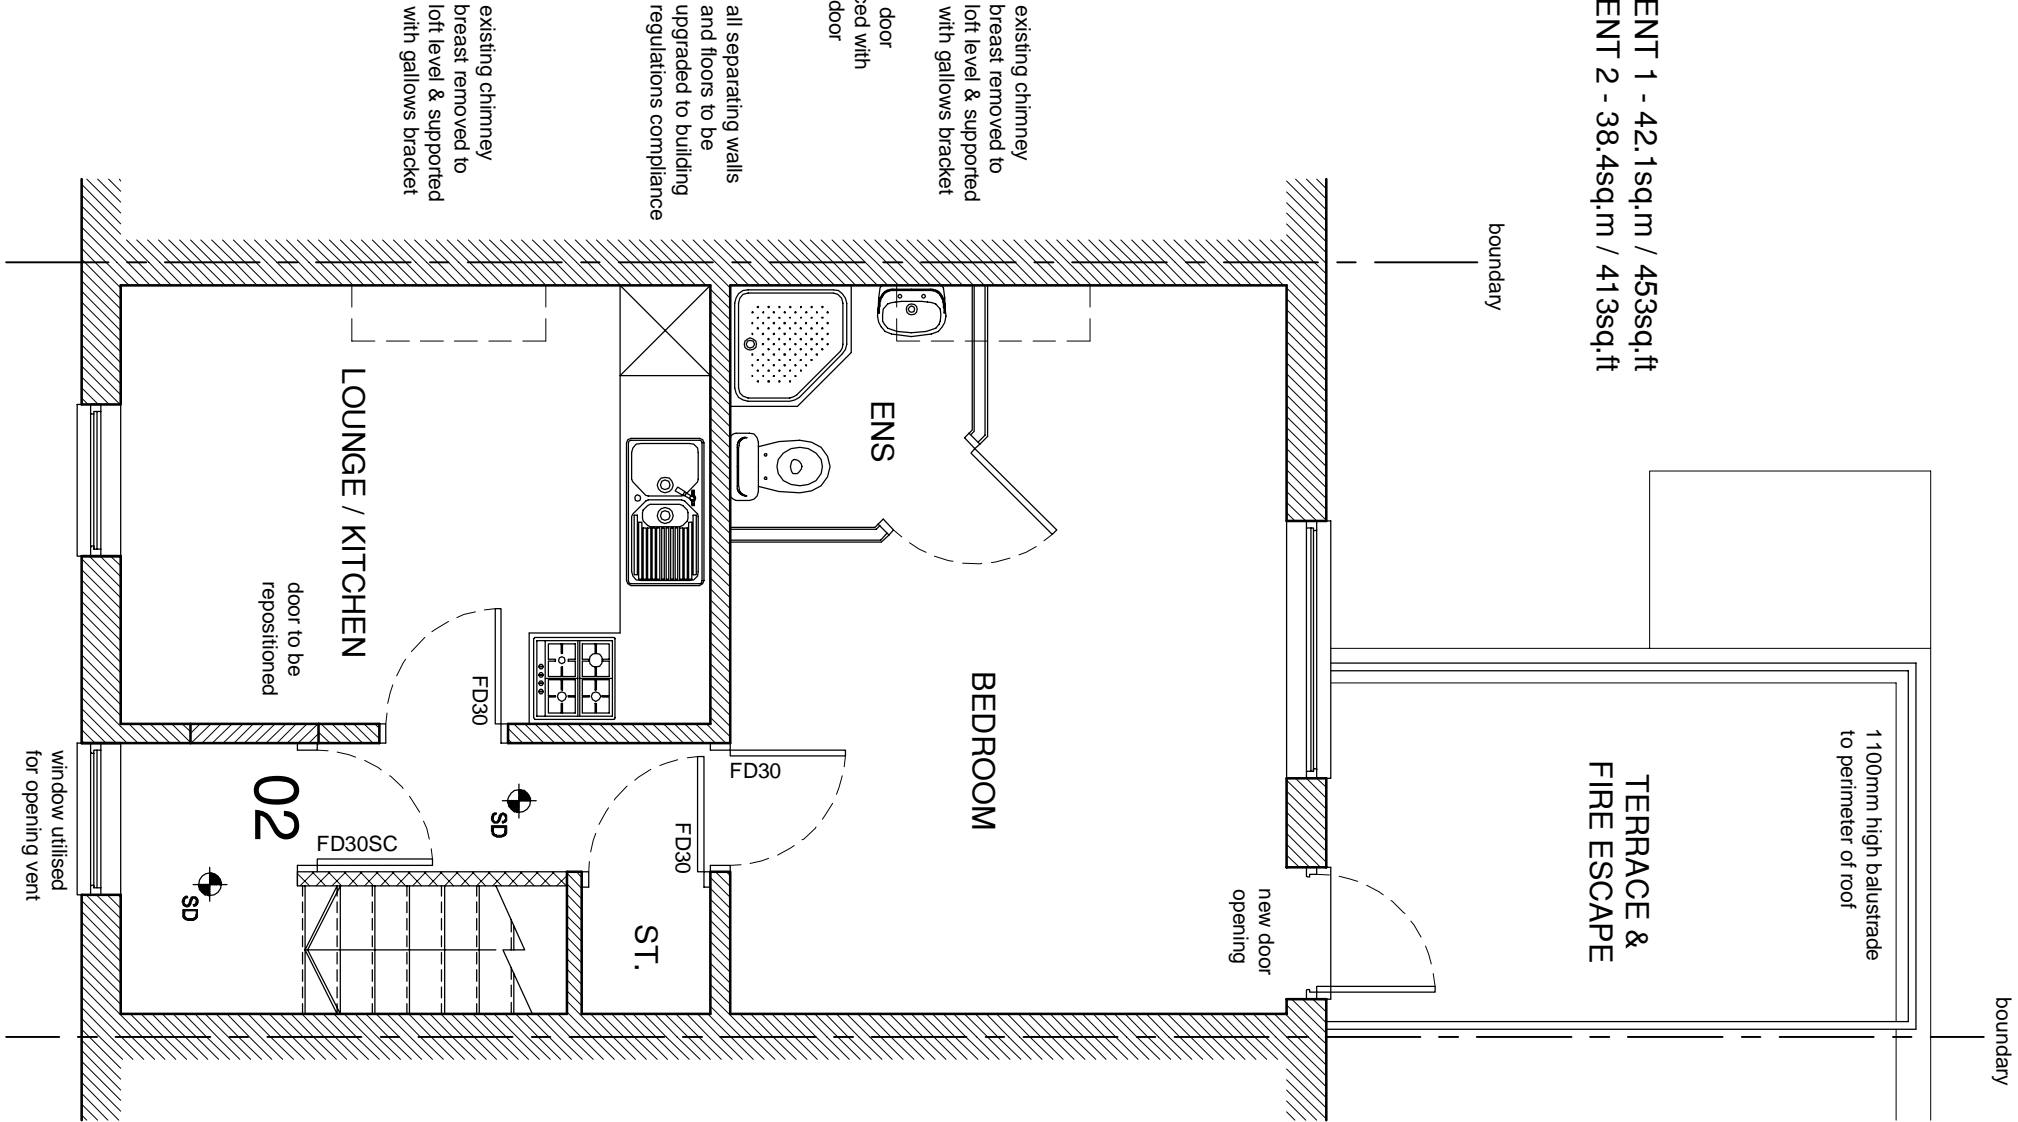 ENT 1 - 42.1sq.m / 453sq.ft
ENT 2 - 38.4sq.m / 413sq.ft
boundary
boundary
1100mm high balustrade
to perimeter of roof
TERRACE &
FIRE ESCAPE
new door
opening
existing chimney
breast removed to
loft level & supported
with gallows bracket
door
ced with
door
all separating walls
and floors to be
upgraded to building
regulations compliance
existing chimney
breast removed to
loft level & supported
with gallows bracket
BEDROOM
ENS
FD30
FD30
ST.
FD30
SD
LOUNGE / KITCHEN
door to be
repositioned
FD30SC
02
SD
window utilised
for opening vent